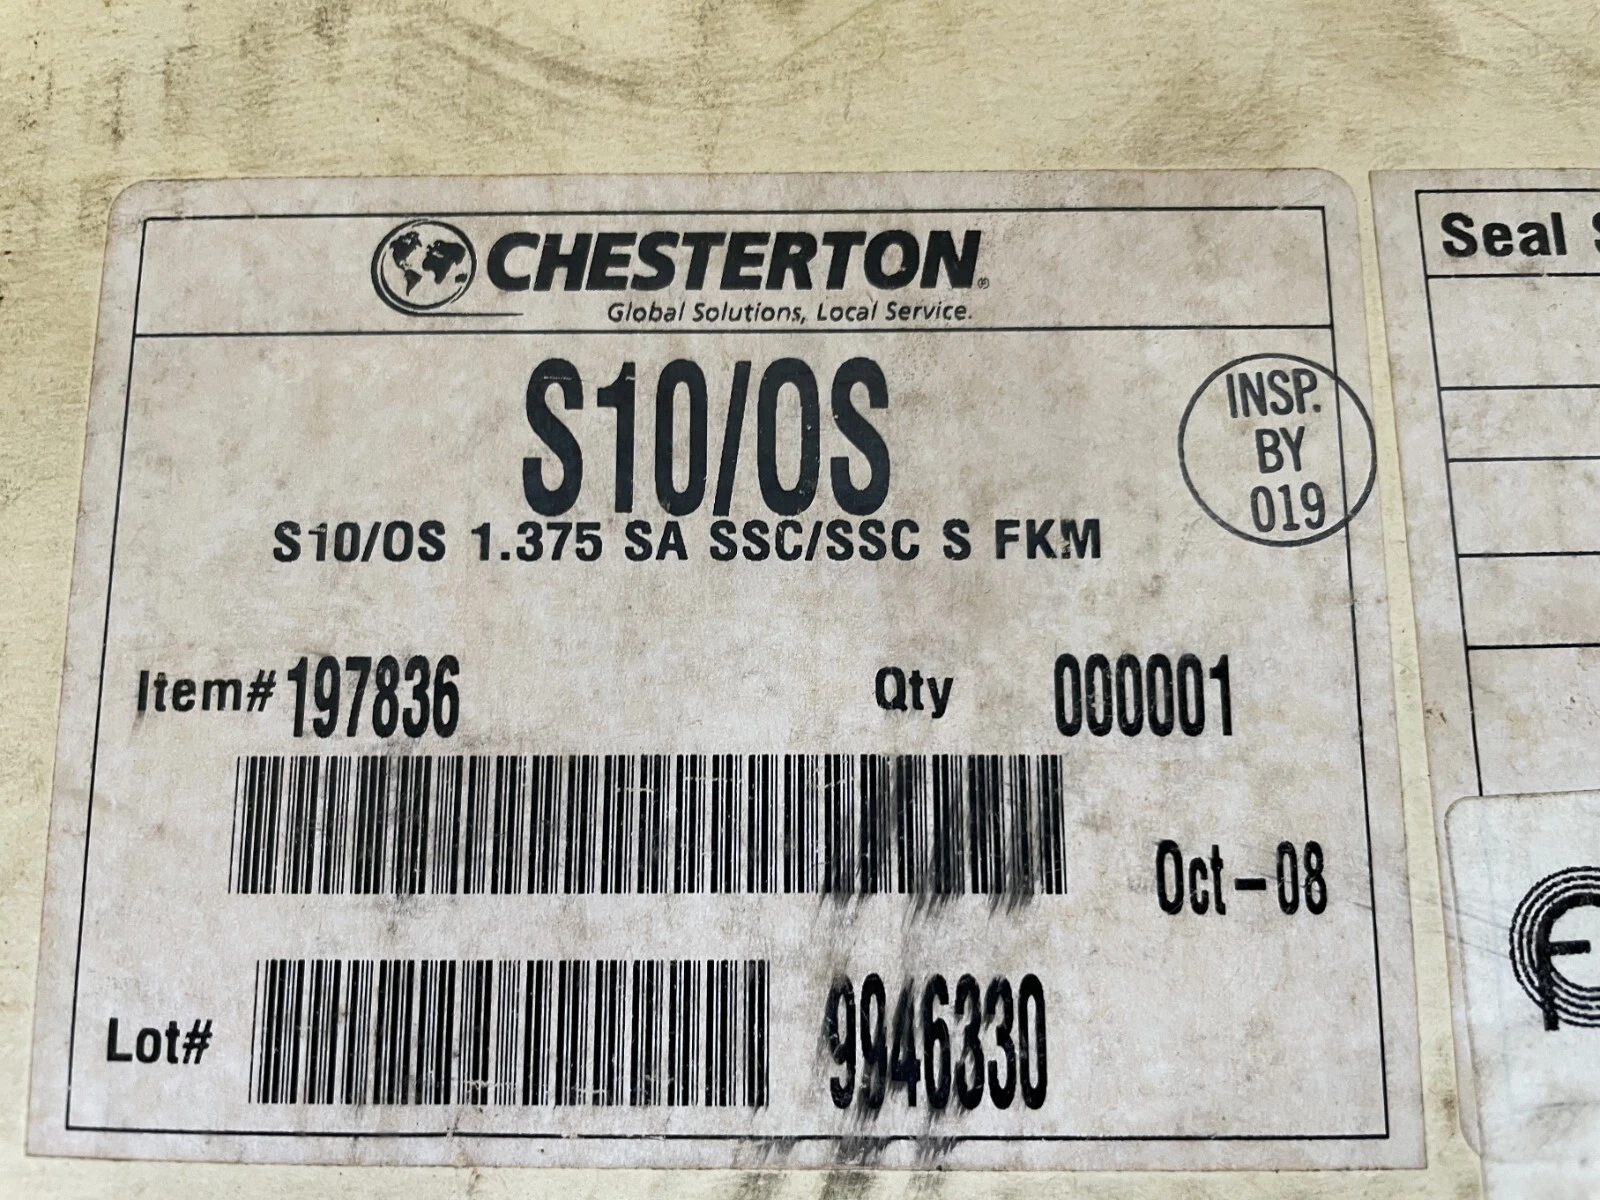 CHESTERTON®
Global Solutions, Local Service.
S10/OS
INSP.
BY
019
S10/OS 1.375 SA SSC/SSC S FKM
Item# 197836 Qty 000001
Oct-08
Lot# 9946330
Seal